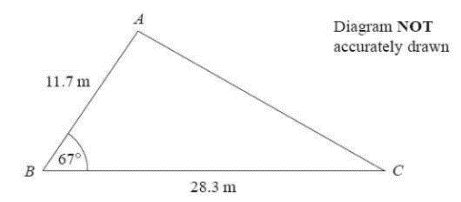 A
Diagram NOT
accurately drawn
11.7 m
67°
B
C
28.3 m